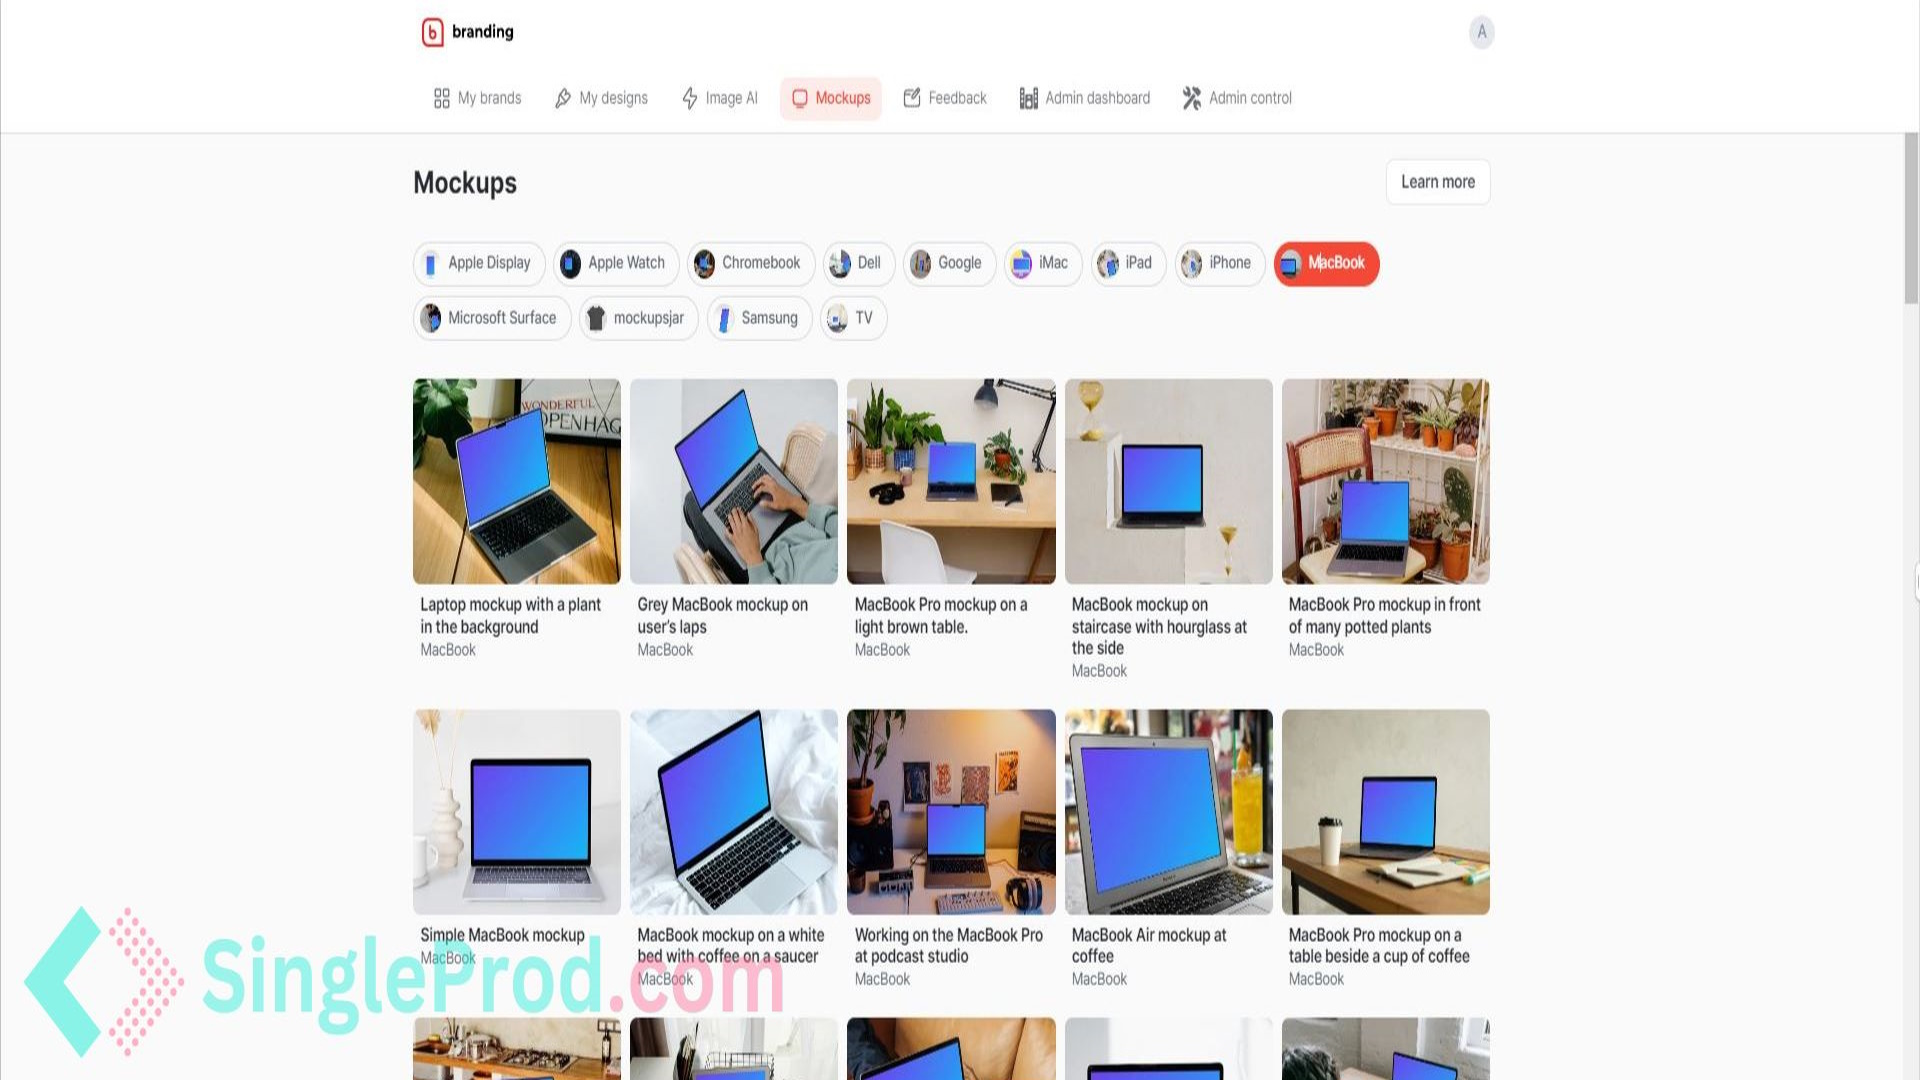 branding
A
My brands
My designs
Image AI
Mockups
Feedback
Admin dashboard
Admin control
Mockups
Learn more
Apple Display
Apple Watch
Chromebook
Dell
Google
iMac
iPad
iPhone
MacBook
Microsoft Surface
mockupsjar
Samsung
TV
WONDERFUL
OPENHAG
Laptop mockup with a plant
in the background
MacBook
Grey MacBook mockup on
user's laps
MacBook
MacBook Pro mockup on a
light brown table.
MacBook
MacBook mockup on
staircase with hourglass at
the side
MacBook
MacBook Pro mockup in front
of many potted plants
MacBook
Simple MacBook mockup
MacBook
MacBook mockup on a white
bed with coffee on a saucer
MacBook
Working on the MacBook Pro
at podcast studio
MacBook
MacBook Air mockup at
coffee
MacBook
MacBook Pro mockup on a
table beside a cup of coffee
MacBook
SingleProd.com